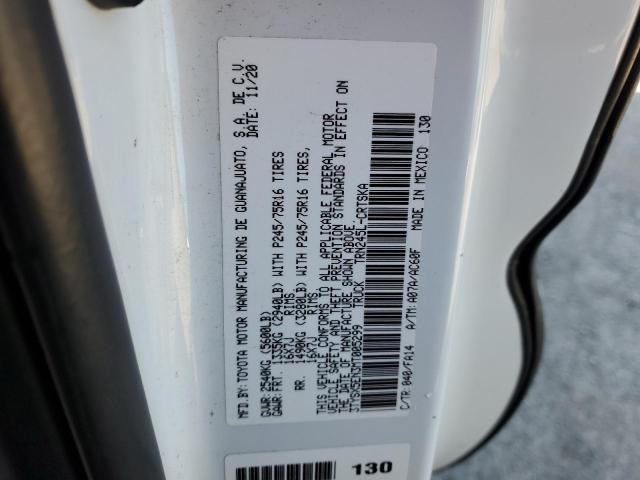 MFD.BY:TOYOTA MOTOR MANUFACTURING DE GUANAJUATO, S.A. DE C.V.
DATE: 11/20
GVWR:2540KG(5600LB)
GAWR:FRT. 1335KG (2940LB) WITH P245/75R16 TIRES
16X7J RIMS
RR. 1490KG (3280LB) WITH P245/75R16 TIRES,
16X7J RIMS
THIS VEHICLE CONFORMS TO ALL APPLICABLE FEDERAL MOTOR
VEHICLE SAFETY AND THEFT PREVENTION STANDARDS IN EFFECT ON
THE DATE OF MANUFACTURE SHOWN ABOVE.
3TYSX5EN3MT005299 TRUCK TRN245L-CRTSKA
C/TR:040/FA14 A/TM:A07A/AC60F MADE IN MEXICO 130
130